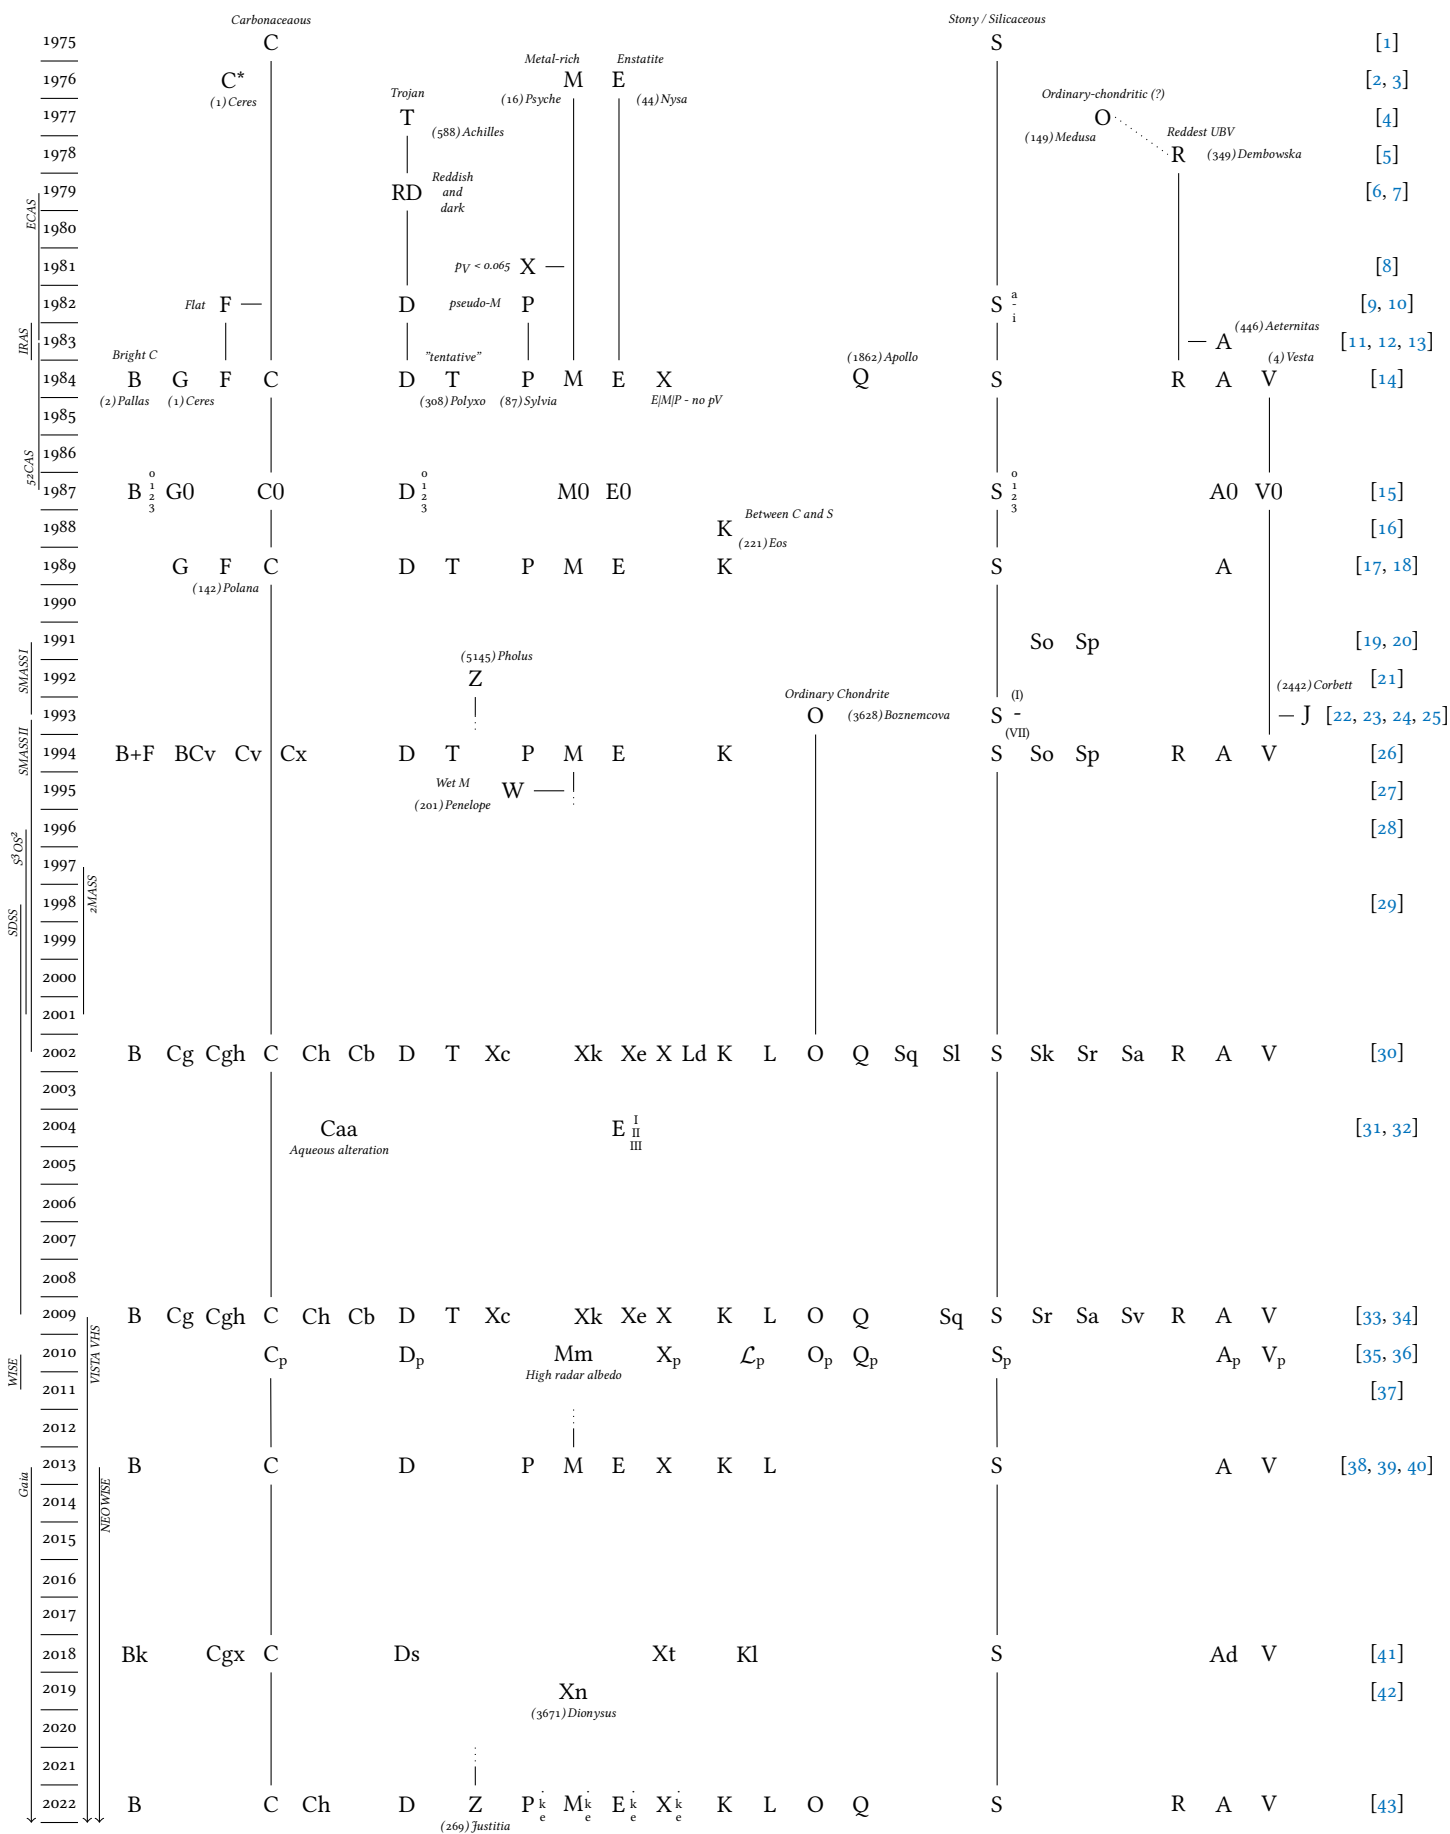 Carbonaceaous Stony / Silicaceous
1975 C S [1]
Metal-rich Enstatite
1976 C* M E [2, 3]
(1) Ceres Trojan (16) Psyche (44) Nysa Ordinary-chondritic (?)
1977 T O [4]
(588) Achilles (149) Medusa Reddest UBV
1978 R (349) Dembowska [5]
Reddish
1979 RD and [6, 7]
dark
ECAS
1980
1981 pV < 0.065 X [8]
1982 Flat F D pseudo-M P S a - i [9, 10]
(446) Aeternitas
IRAS
1983 A [11, 12, 13]
Bright C "tentative" (1862) Apollo (4) Vesta
1984 B G F C D T P M E X Q S R A V [14]
(2) Pallas (1) Ceres (308) Polyxo (87) Sylvia E|M|P - no pV
1985
1986
52CAS
1987 B 0 1 2 3 G0 C0 D 0 1 2 3 M0 E0 S 0 1 2 3 A0 V0 [15]
Between C and S
1988 K [16]
(221) Eos
1989 G F C D T P M E K S A [17, 18]
(142) Polana
1990
1991 So Sp [19, 20]
SMASS I
(5145) Pholus
1992 Z [21]
(2442) Corbett
Ordinary Chondrite (I)
1993 O (3628) Boznemcova S - J [22, 23, 24, 25]
(VII)
SMASS II
1994 B+F BCv Cv Cx D T P M E K S So Sp R A V [26]
Wet M
1995 W [27]
(201) Penelope
1996 [28]
S³OS²
1997
2MASS
1998 [29]
SDSS
1999
2000
2001
2002 B Cg Cgh C Ch Cb D T Xc Xk Xe X Ld K L O Q Sq Sl S Sk Sr Sa R A V [30]
2003
2004 Caa E I II III [31, 32]
Aqueous alteration
2005
2006
2007
2008
2009 B Cg Cgh C Ch Cb D T Xc Xk Xe X K L O Q Sq S Sr Sa Sv R A V [33, 34]
VISTA VHS
2010 Cp Dp Mm Xp ℒp Op Qp Sp Ap Vp [35, 36]
High radar albedo
WISE
2011 [37]
2012
2013 B C D P M E X K L S A V [38, 39, 40]
Gaia
NEOWISE
2014
2015
2016
2017
2018 Bk Cgx C Ds Xt Kl S Ad V [41]
2019 Xn [42]
(3671) Dionysus
2020
2021
2022 B C Ch D Z P · k e M · k e E · k e X · k e K L O Q S R A V [43]
(269) Justitia